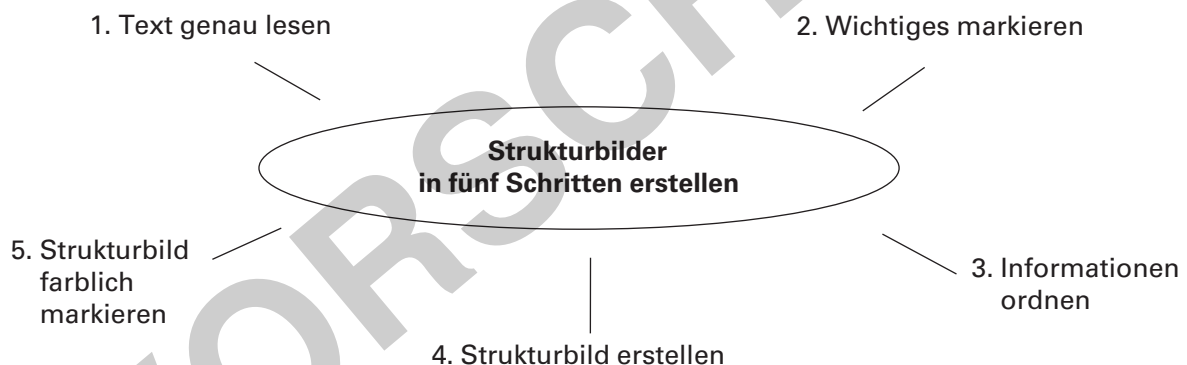 1. Text genau lesen
2. Wichtiges markieren
Strukturbilder
in fünf Schritten erstellen
3. Informationen
ordnen
4. Strukturbild erstellen
5. Strukturbild
farblich
markieren